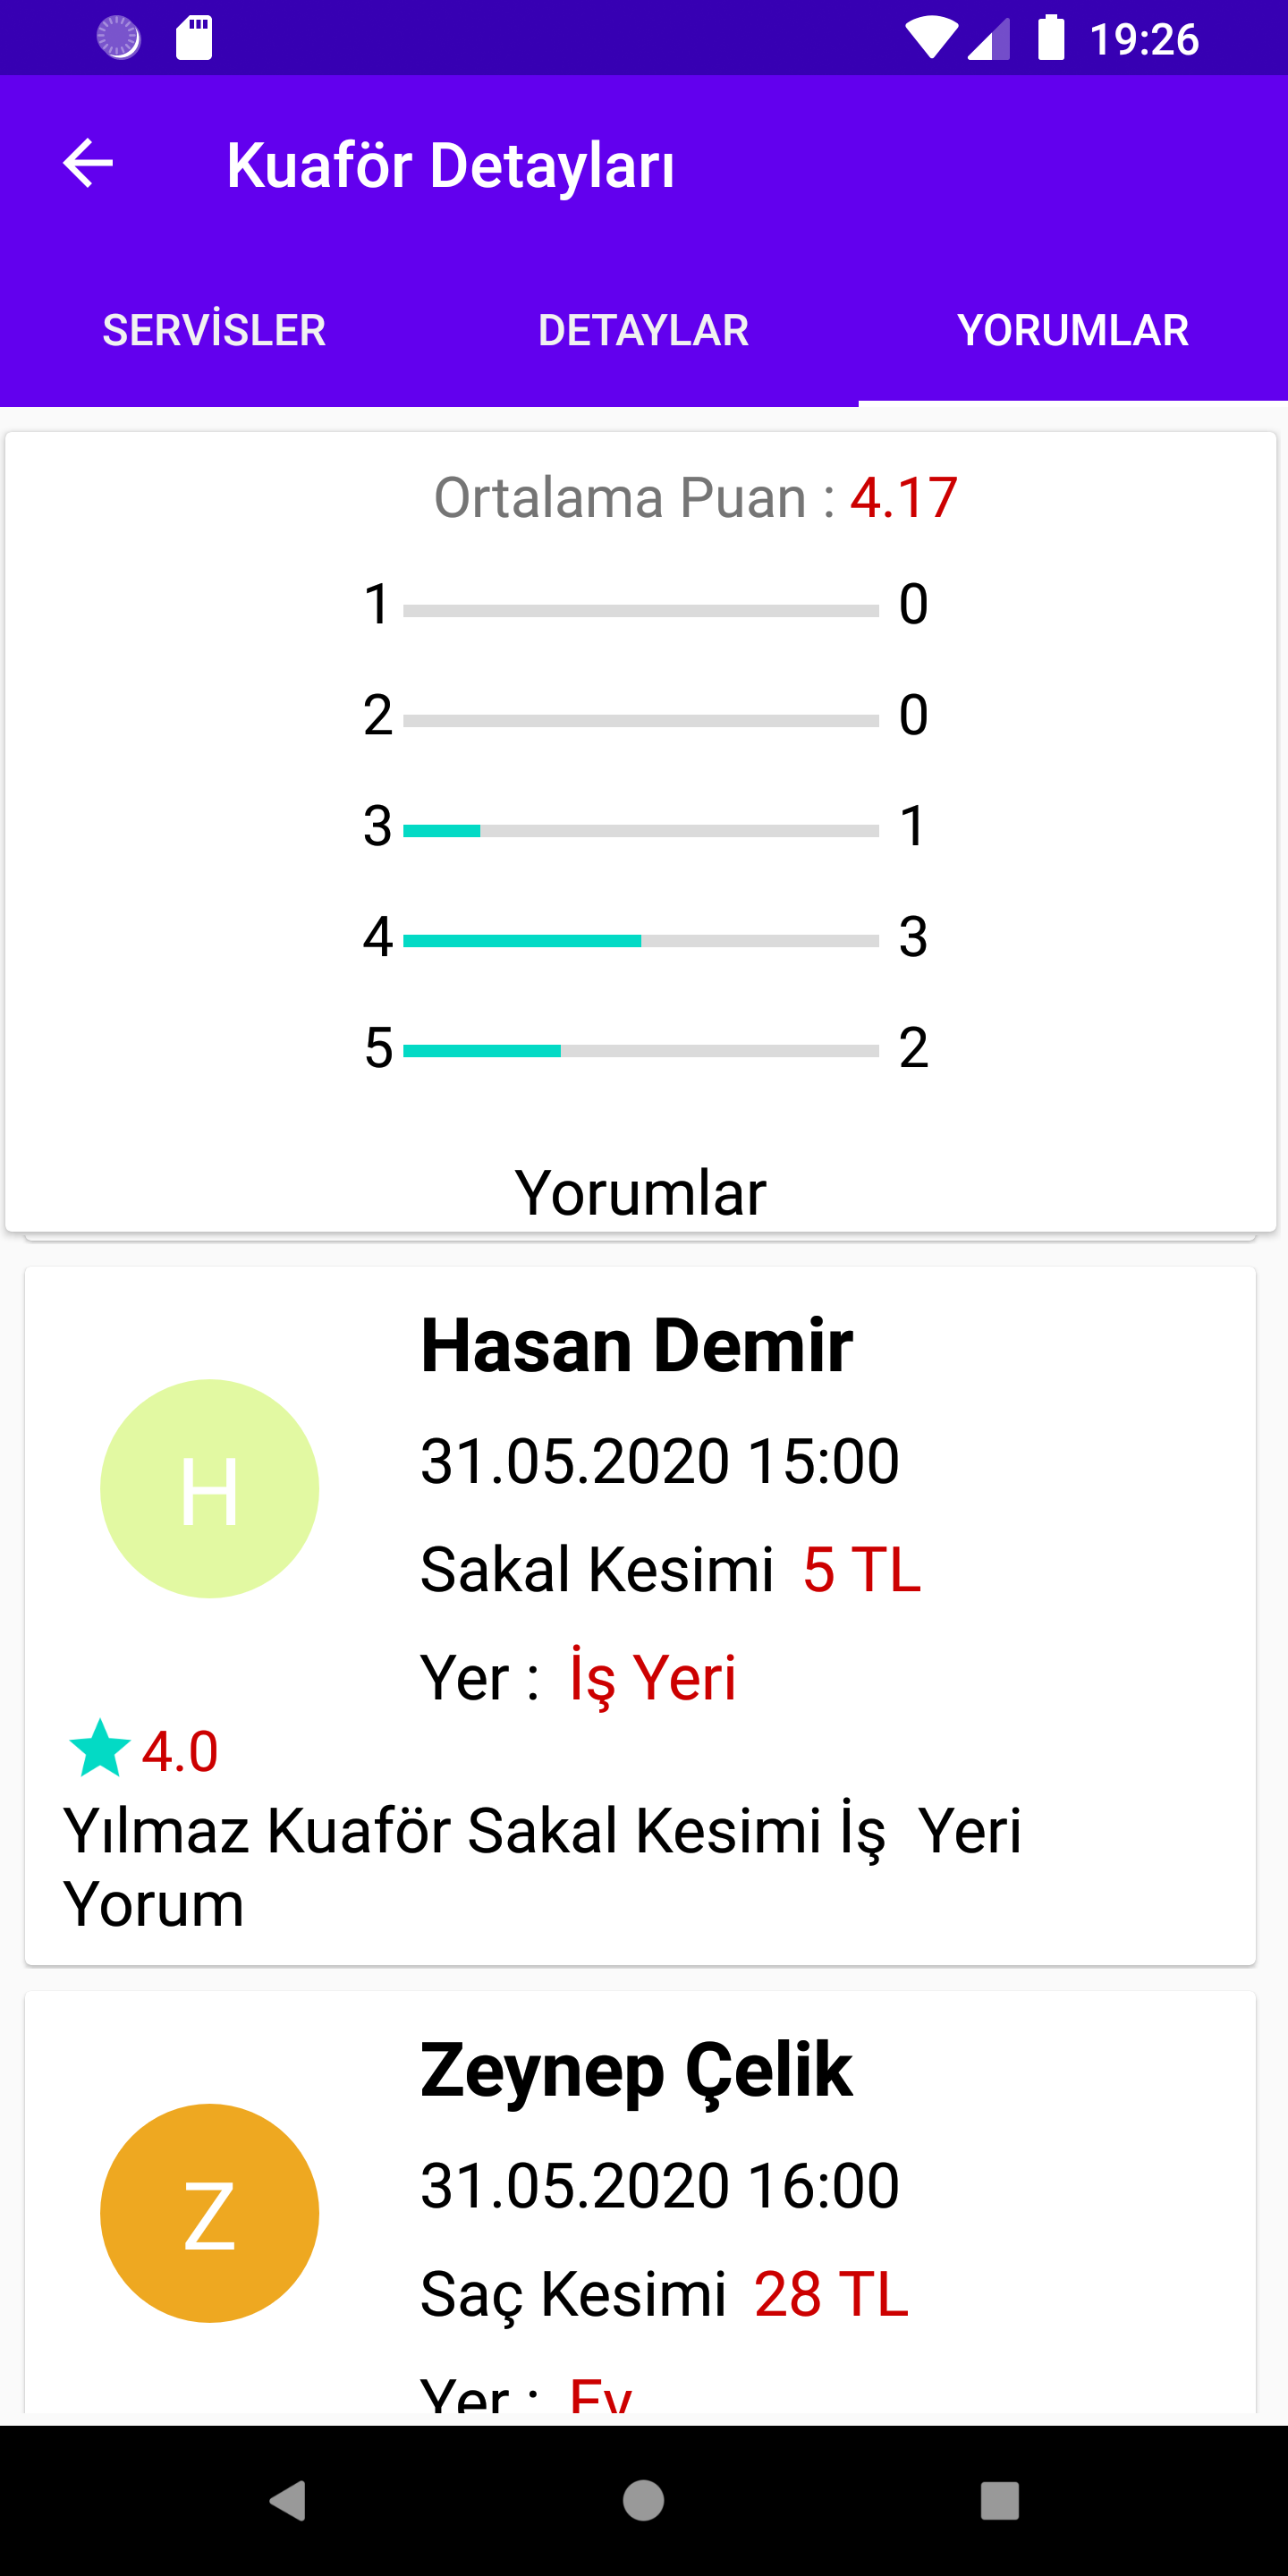 19:26
Kuaför Detayları
SERVİSLER DETAYLAR YORUMLAR
Ortalama Puan : 4.17
1 0
2 0
3 1
4 3
5 2
Yorumlar
Hasan Demir
H
31.05.2020 15:00
Sakal Kesimi 5 TL
Yer : İş Yeri
4.0
Yılmaz Kuaför Sakal Kesimi İş  Yeri
Yorum
Zeynep Çelik
Z
31.05.2020 16:00
Saç Kesimi 28 TL
Yer : Ev